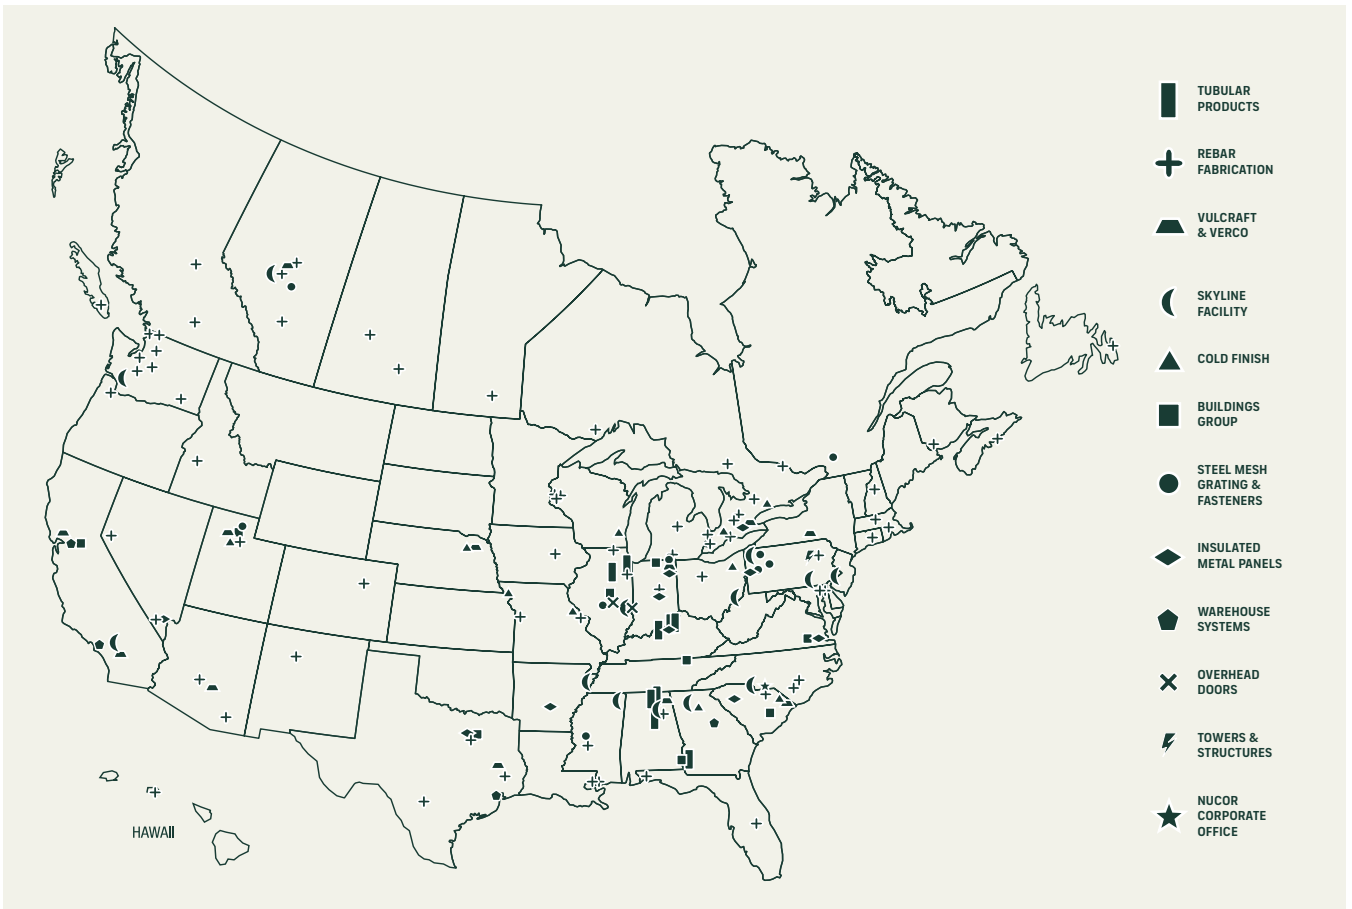 TUBULAR
PRODUCTS
REBAR
FABRICATION
VULCRAFT
& VERCO
SKYLINE
FACILITY
COLD FINISH
BUILDINGS
GROUP
STEEL MESH
GRATING &
FASTENERS
INSULATED
METAL PANELS
WAREHOUSE
SYSTEMS
OVERHEAD
DOORS
TOWERS &
STRUCTURES
NUCOR
CORPORATE
OFFICE
HAWAII